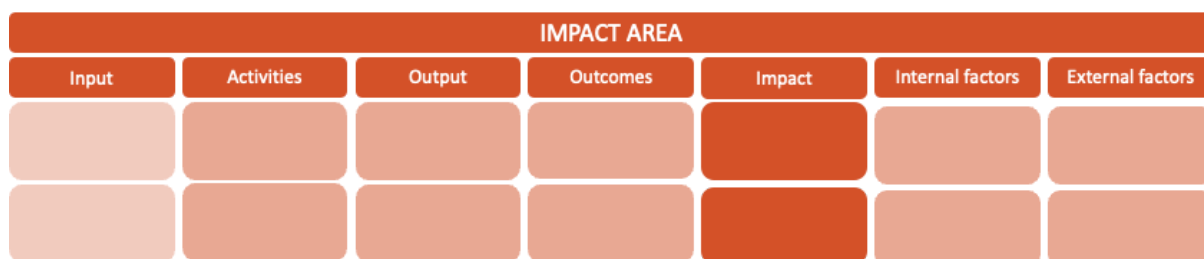 IMPACT AREA
Input Activities Output Outcomes Impact Internal factors External factors